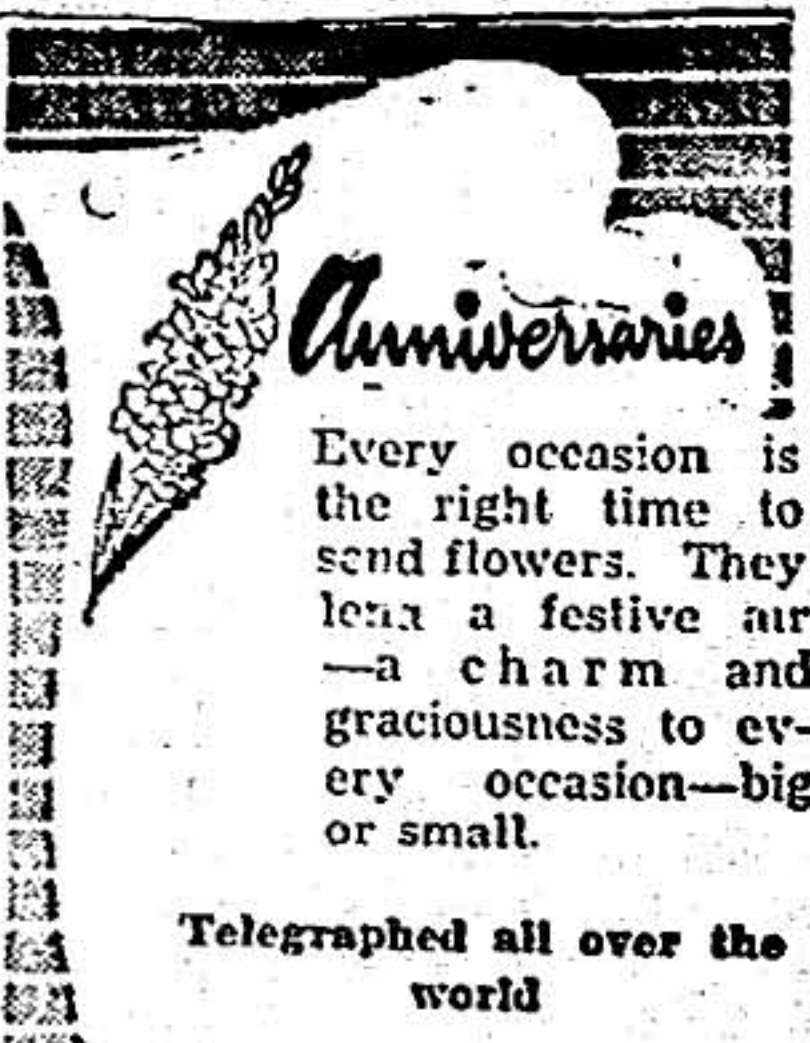 Anniversaries
Every occasion is
the right time to
send flowers. They
lend a festive air
—a charm and
graciousness to ev-
ery occasion—big
or small.
Telegraphed all over the
world